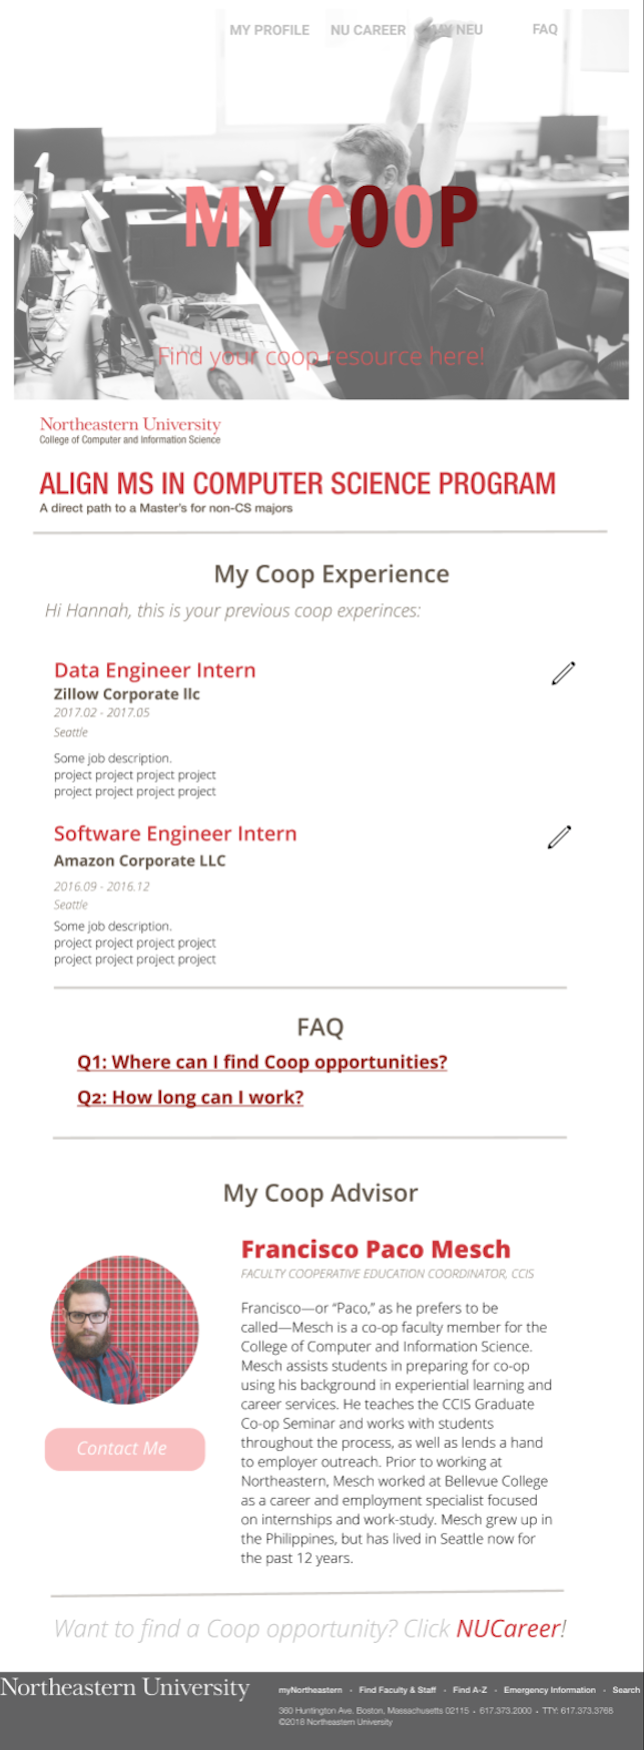 MY PROFILE NU CAREER MY NEU FAQ
MY COOP
Find your coop resource here!
Northeastern University
College of Computer and Information Science
ALIGN MS IN COMPUTER SCIENCE PROGRAM
A direct path to a Master's for non-CS majors
My Coop Experience
Hi Hannah, this is your previous coop experinces:
Data Engineer Intern
Zillow Corporate llc
2017.02 - 2017.05
Seattle
Some job description.
project project project project
project project project project
Software Engineer Intern
Amazon Corporate LLC
2016.09 - 2016.12
Seattle
Some job description.
project project project project
project project project project
FAQ
Q1: Where can I find Coop opportunities?
Q2: How long can I work?
My Coop Advisor
Francisco Paco Mesch
FACULTY COOPERATIVE EDUCATION COORDINATOR, CCIS
Francisco—or “Paco,” as he prefers to be
called—Mesch is a co-op faculty member for the
College of Computer and Information Science.
Mesch assists students in preparing for co-op
using his background in experiential learning and
career services. He teaches the CCIS Graduate
Co-op Seminar and works with students
throughout the process, as well as lends a hand
to employer outreach. Prior to working at
Northeastern, Mesch worked at Bellevue College
as a career and employment specialist focused
on internships and work-study. Mesch grew up in
the Philippines, but has lived in Seattle now for
the past 12 years.
Contact Me
Want to find a Coop opportunity? Click NUCareer!
Northeastern University
myNortheastern • Find Faculty & Staff • Find A-Z • Emergency Information • Search
360 Huntington Ave. Boston, Massachusetts 02115 • 617.373.2000 • TTY: 617.373.3768
©2018 Northeastern University